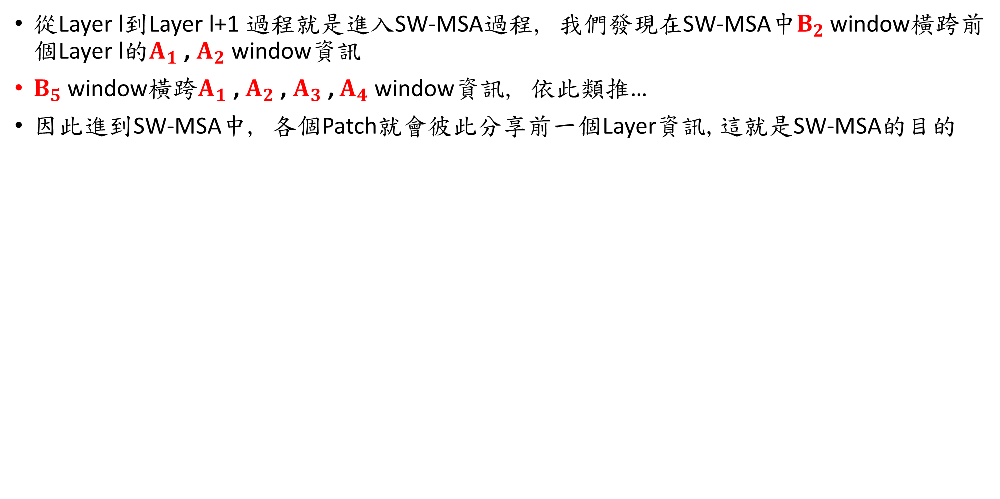 • 從Layer l到Layer l+1 過程就是進入SW-MSA過程, 我們發現在SW-MSA中B₂ window橫跨前
個Layer l的A₁ , A₂ window資訊
• B₅ window橫跨A₁ , A₂ , A₃ , A₄ window資訊, 依此類推...
• 因此進到SW-MSA中, 各個Patch就會彼此分享前一個Layer資訊, 這就是SW-MSA的目的